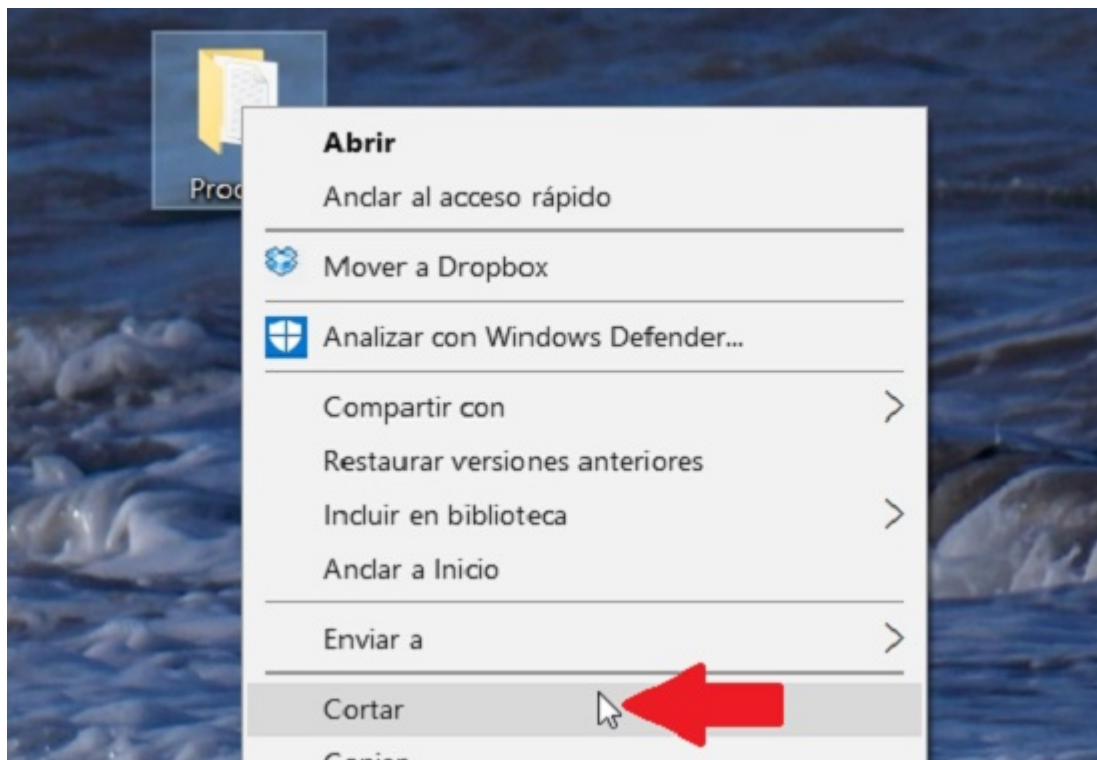 Abrir
Anclar al acceso rápido
Mover a Dropbox
Analizar con Windows Defender...
Compartir con
Restaurar versiones anteriores
Incluir en biblioteca
Anclar a Inicio
Enviar a
Cortar